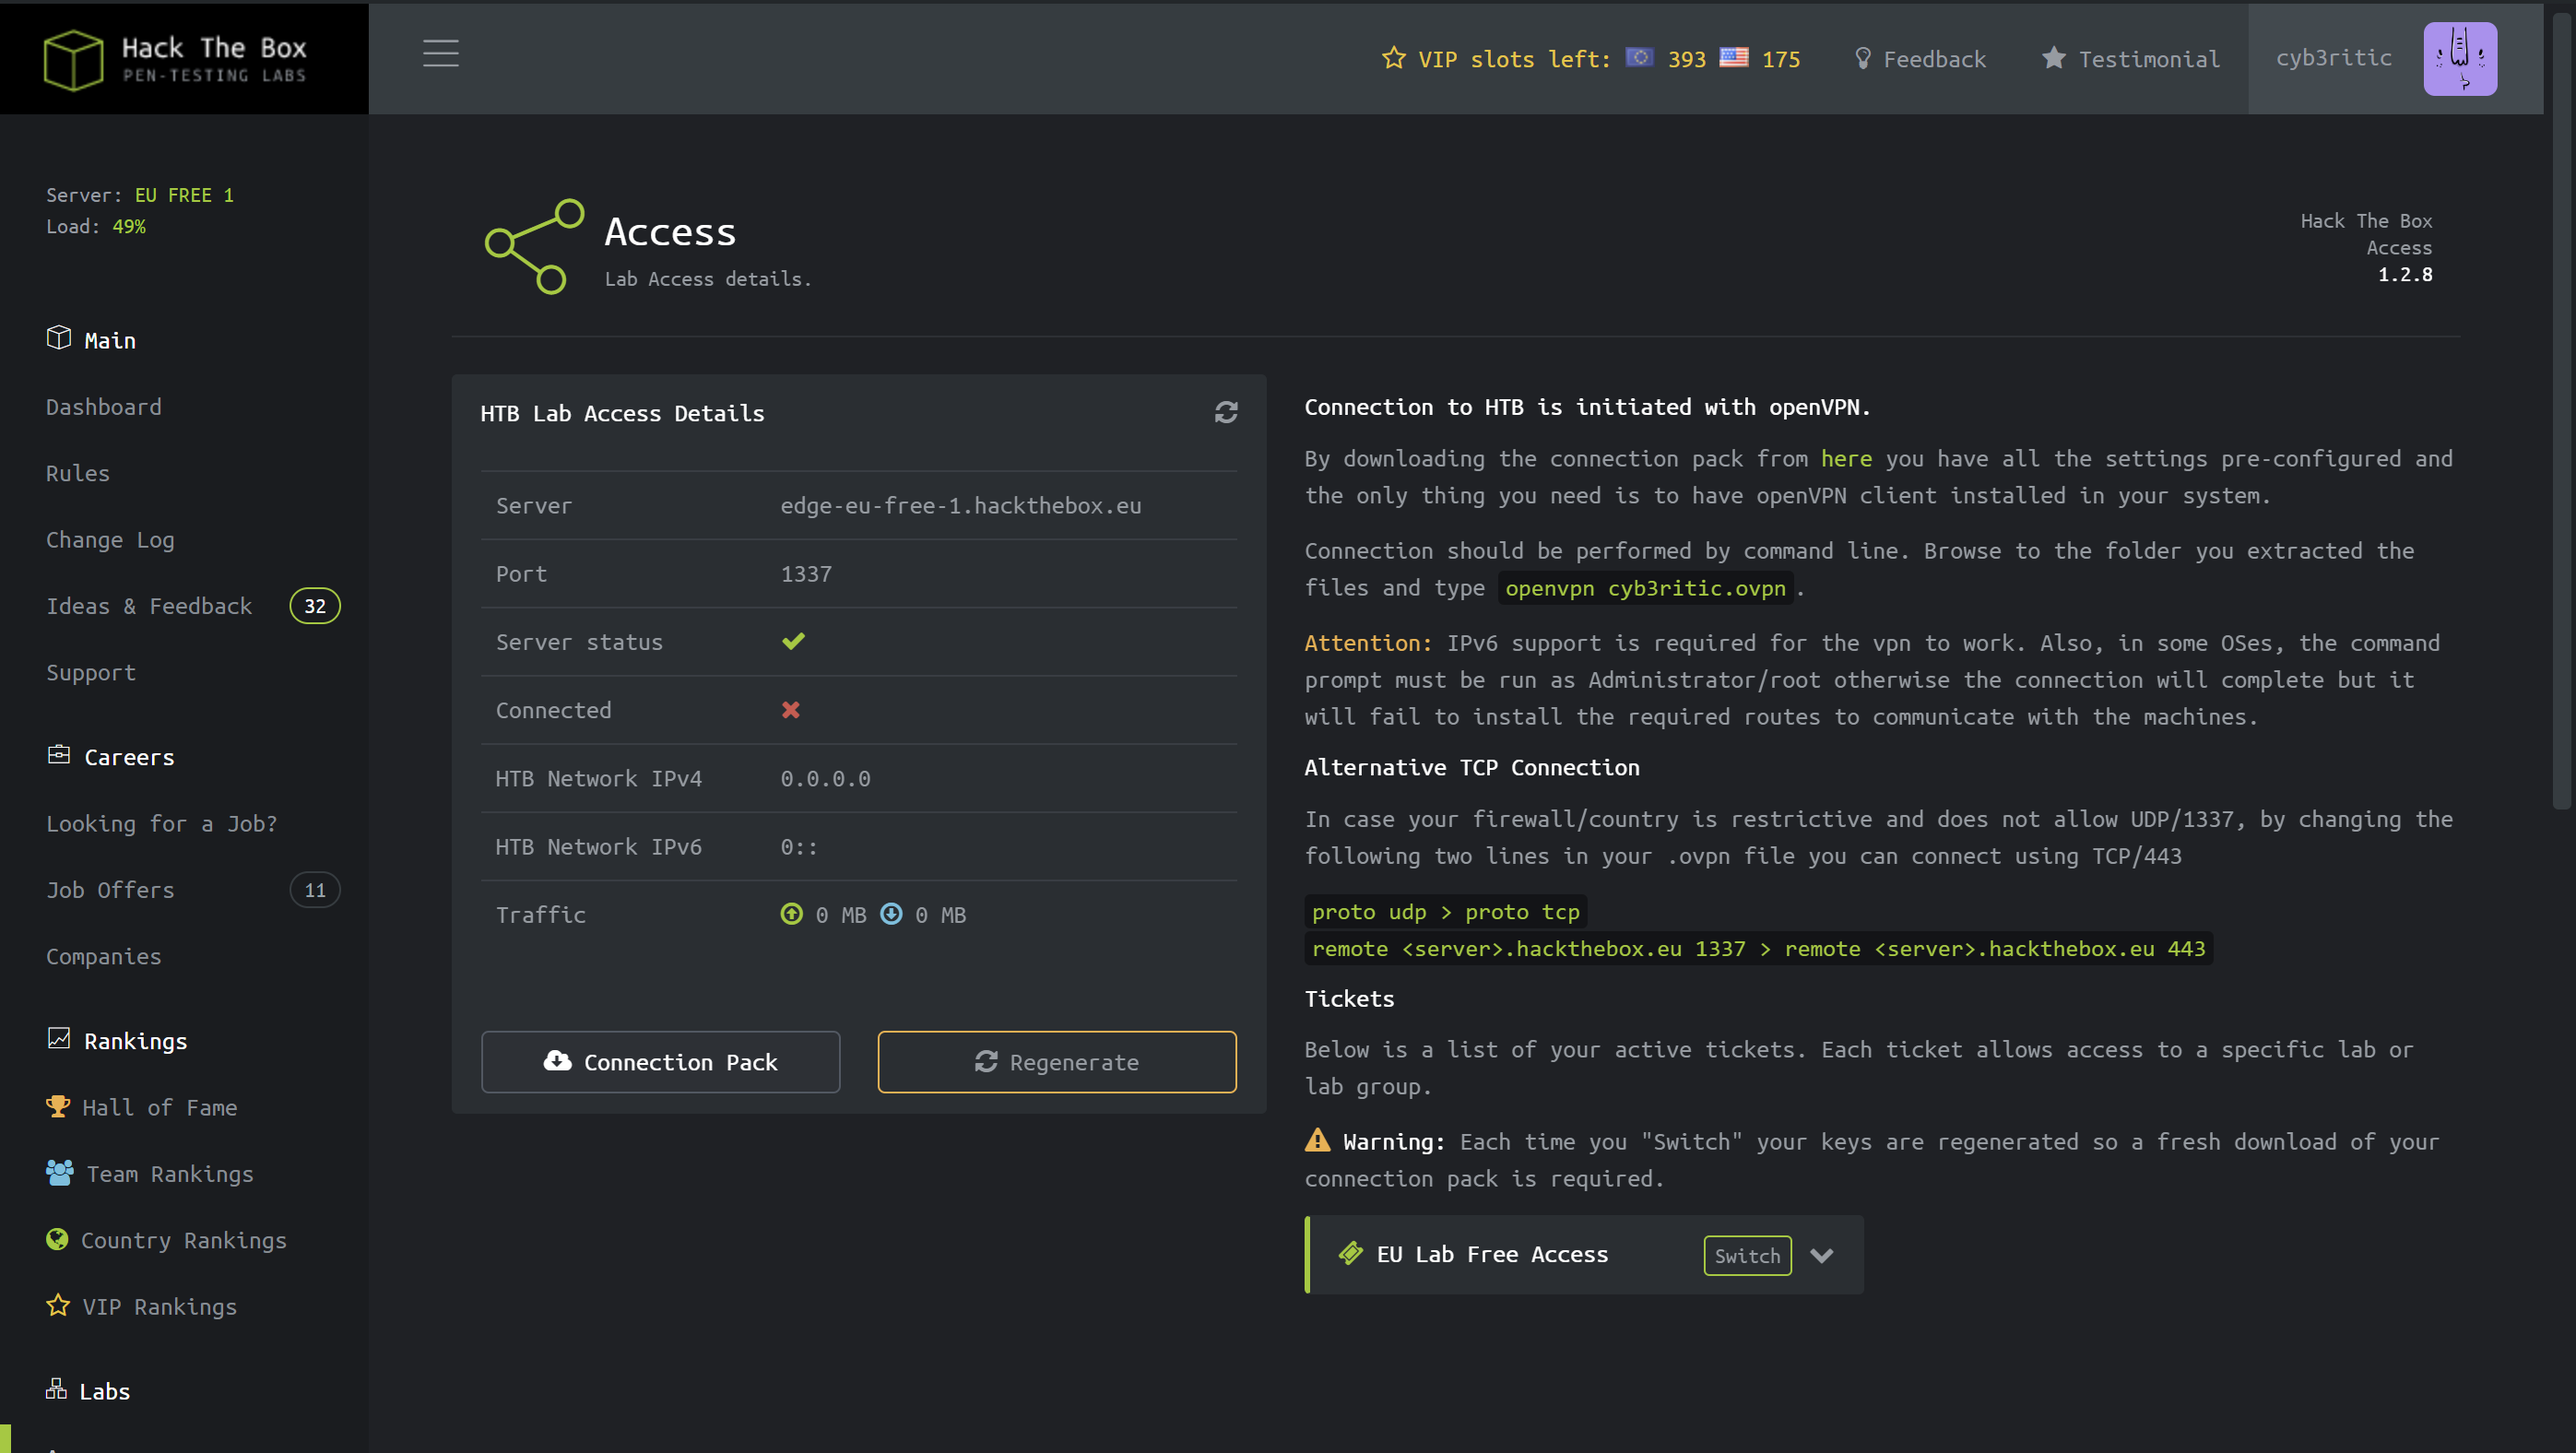 Hack The Box
PEN-TESTING LABS
VIP slots left: 393 175
Feedback
Testimonial
cyb3ritic
Server: EU FREE 1
Load: 49%
Main
Dashboard
Rules
Change Log
Ideas & Feedback 32
Support
Careers
Looking for a Job?
Job Offers 11
Companies
Rankings
Hall of Fame
Team Rankings
Country Rankings
VIP Rankings
Labs
Access
Lab Access details.
Hack The Box
Access
1.2.8
HTB Lab Access Details
Server edge-eu-free-1.hackthebox.eu
Port 1337
Server status
Connected
HTB Network IPv4 0.0.0.0
HTB Network IPv6 0::
Traffic 0 MB 0 MB
Connection Pack
Regenerate
Connection to HTB is initiated with openVPN.
By downloading the connection pack from here you have all the settings pre-configured and
the only thing you need is to have openVPN client installed in your system.
Connection should be performed by command line. Browse to the folder you extracted the
files and type openvpn cyb3ritic.ovpn.
Attention: IPv6 support is required for the vpn to work. Also, in some OSes, the command
prompt must be run as Administrator/root otherwise the connection will complete but it
will fail to install the required routes to communicate with the machines.
Alternative TCP Connection
In case your firewall/country is restrictive and does not allow UDP/1337, by changing the
following two lines in your .ovpn file you can connect using TCP/443
proto udp > proto tcp
remote <server>.hackthebox.eu 1337 > remote <server>.hackthebox.eu 443
Tickets
Below is a list of your active tickets. Each ticket allows access to a specific lab or
lab group.
Warning: Each time you "Switch" your keys are regenerated so a fresh download of your
connection pack is required.
EU Lab Free Access Switch